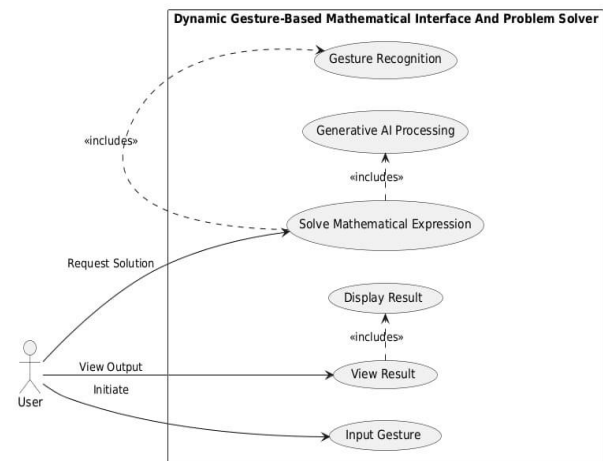 Dynamic Gesture-Based Mathematical Interface And Problem Solver
Gesture Recognition
Generative AI Processing
«includes»
«includes»
Solve Mathematical Expression
Request Solution
Display Result
«includes»
View Output
View Result
Initiate
User
Input Gesture